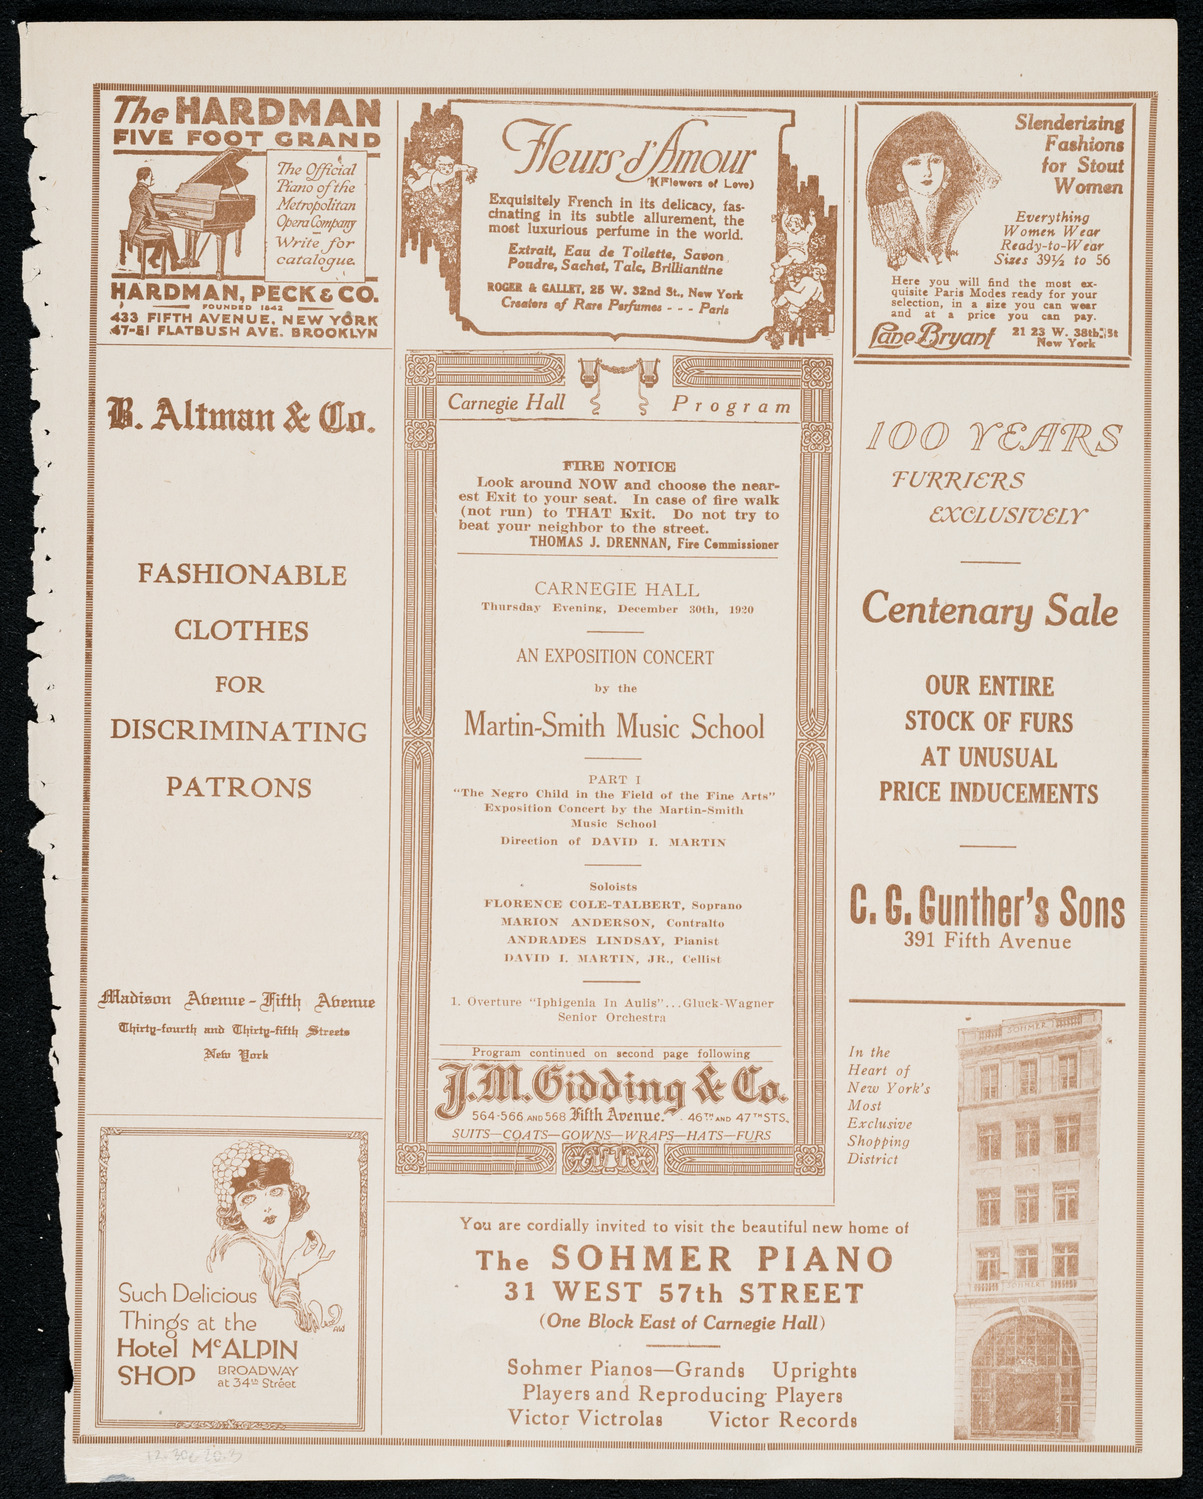 The HARDMAN
FIVE FOOT GRAND
The Official
Piano of the
Metropolitan
Opera Company
Write for
catalogue.
HARDMAN, PECK & CO.
FOUNDED 1842
433 FIFTH AVENUE, NEW YORK
47-51 FLATBUSH AVE. BROOKLYN
Fleurs d'Amour
(Flowers of Love)
Exquisitely French in its delicacy, fas-
cinating in its subtle allurement, the
most luxurious perfume in the world.
Extrait, Eau de Toilette, Savon
Poudre, Sachet, Talc, Brilliantine
ROGER & GALLET, 25 W. 32nd St., New York
Creators of Rare Perfumes - - - Paris
Slenderizing
Fashions
for Stout
Women
Everything
Women Wear
Ready-to-Wear
Sizes 39½ to 56
Here you will find the most ex-
quisite Paris Modes ready for your
selection, in a size you can wear
and at a price you can pay.
Lane Bryant
21 23 W. 38th St
New York
B. Altman & Co.
FASHIONABLE
CLOTHES
FOR
DISCRIMINATING
PATRONS
Madison Avenue - Fifth Avenue
Thirty-fourth and Thirty-fifth Streets
New York
Such Delicious
Things at the
Hotel McALPIN
SHOP
BROADWAY
at 34th Street
Carnegie Hall Program
FIRE NOTICE
Look around NOW and choose the near-
est Exit to your seat. In case of fire walk
(not run) to THAT Exit. Do not try to
beat your neighbor to the street.
THOMAS J. DRENNAN, Fire Commissioner
CARNEGIE HALL
Thursday Evening, December 30th, 1920
AN EXPOSITION CONCERT
by the
Martin-Smith Music School
PART I
"The Negro Child in the Field of the Fine Arts"
Exposition Concert by the Martin-Smith
Music School
Direction of DAVID I. MARTIN
Soloists
FLORENCE COLE-TALBERT, Soprano
MARION ANDERSON, Contralto
ANDRADES LINDSAY, Pianist
DAVID I. MARTIN, JR., Cellist
1. Overture "Iphigenia In Aulis"...Gluck-Wagner
Senior Orchestra
Program continued on second page following
J.M. Gidding & Co.
564-566 AND 568 Fifth Avenue. - 46TH AND 47TH STS.
SUITS—COATS—GOWNS—WRAPS—HATS—FURS
100 YEARS
FURRIERS
EXCLUSIVELY
Centenary Sale
OUR ENTIRE
STOCK OF FURS
AT UNUSUAL
PRICE INDUCEMENTS
C. G. Gunther's Sons
391 Fifth Avenue
In the
Heart of
New York's
Most
Exclusive
Shopping
District
SOHMER
SOHMER
You are cordially invited to visit the beautiful new home of
The SOHMER PIANO
31 WEST 57th STREET
(One Block East of Carnegie Hall)
Sohmer Pianos—Grands Uprights
Players and Reproducing Players
Victor Victrolas Victor Records